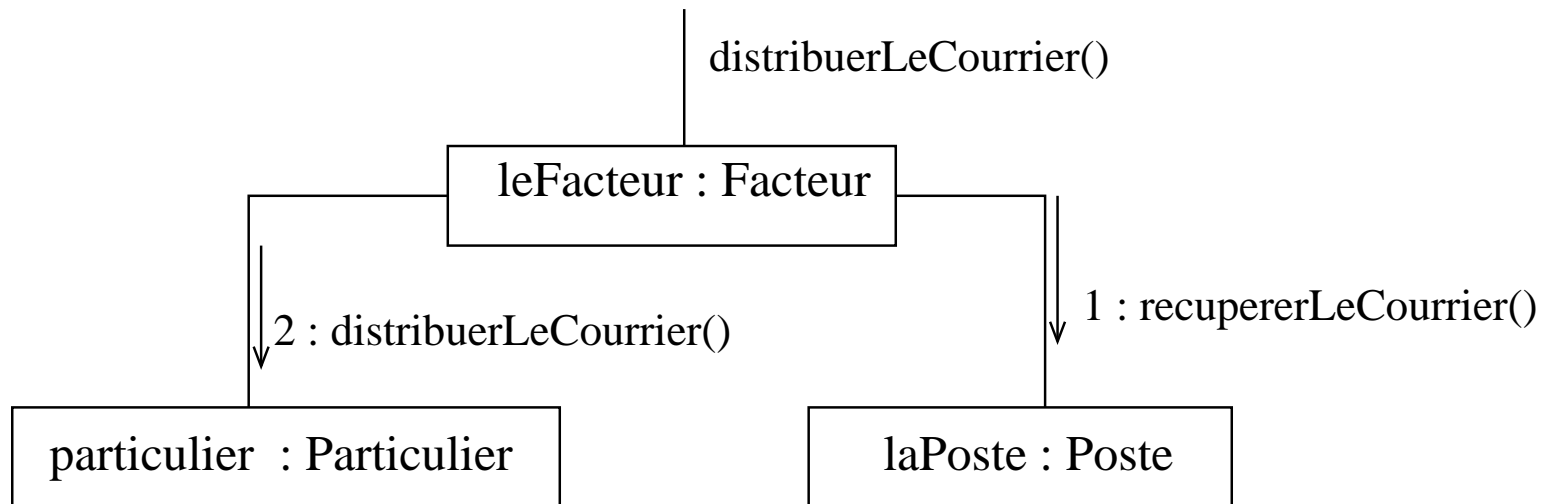 distribuerLeCourrier()
leFacteur : Facteur
1 : recupererLeCourrier()
2 : distribuerLeCourrier()
particulier : Particulier
laPoste : Poste